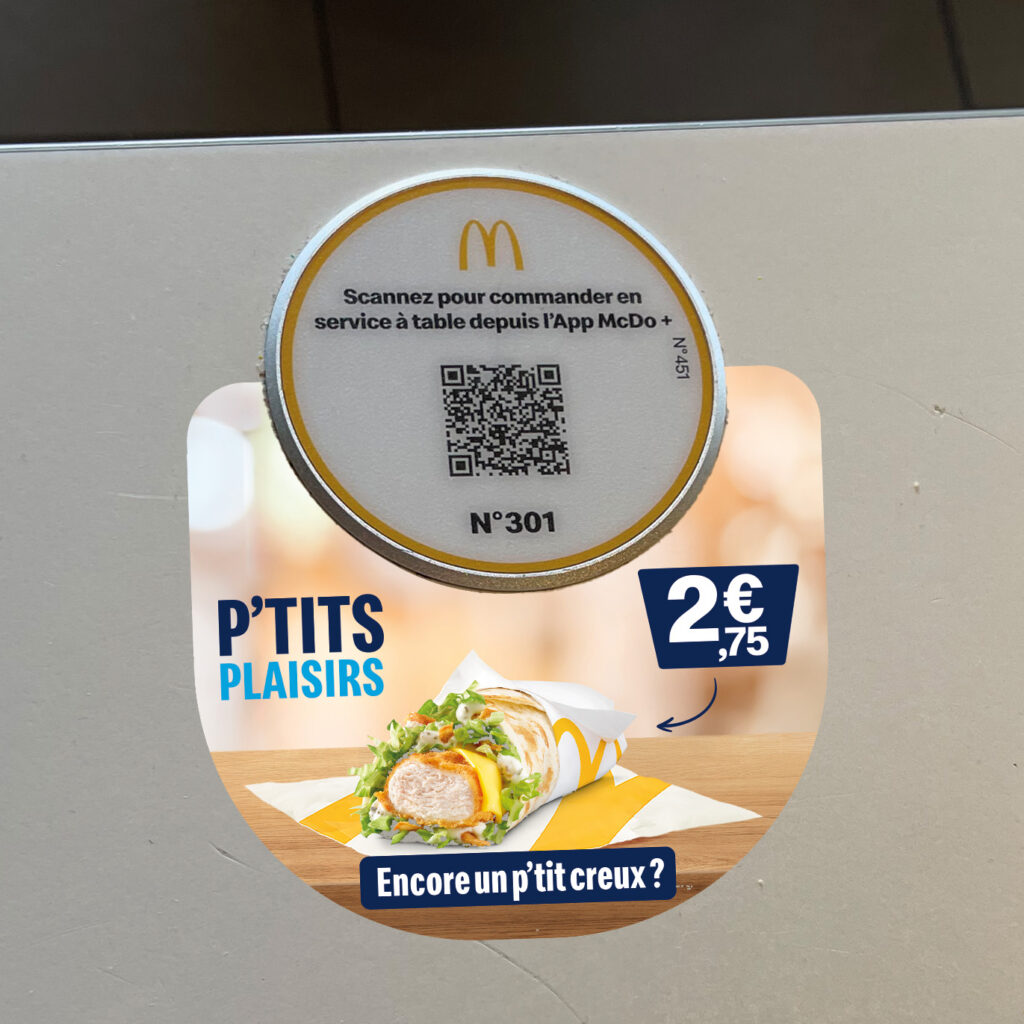 Scannez pour commander en
service à table depuis l'App McDo +
N°451
N°301
P'TITS
PLAISIRS
2€
,75
Encore un p'tit creux ?